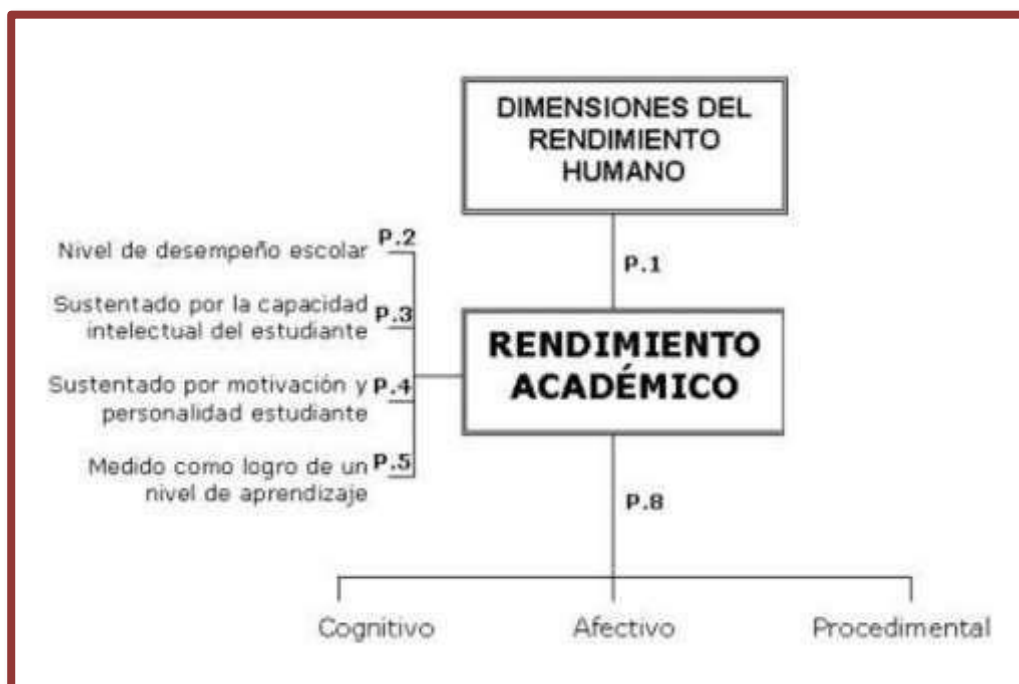 DIMENSIONES DEL
RENDIMIENTO
HUMANO
P.1
P.2
Nivel de desempeño escolar
Sustentado por la capacidad
intelectual del estudiante
P.3
Sustentado por motivación y
personalidad estudiante
P.4
Medido como logro de un
nivel de aprendizaje
P.5
RENDIMIENTO
ACADÉMICO
P.8
Cognitivo
Afectivo
Procedimental